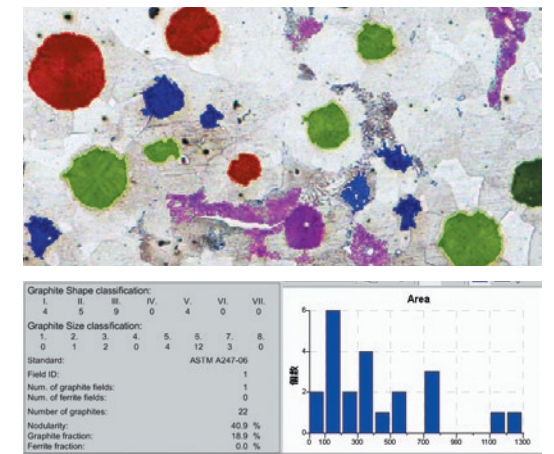 Graphite Shape classification:
I. II. III. IV. V. VI. VII.
4 5 9 0 4 0 0
Graphite Size classification:
1. 2. 3. 4. 5. 6. 7. 8.
0 1 2 0 4 12 3 0
Standard: ASTM A247-06
Field ID: 1
Num. of graphite fields: 1
Num. of ferrite fields: 0
Number of graphites: 22
Nodularity: 40.9 %
Graphite fraction: 18.9 %
Ferrite fraction: 0.0 %
Area
個数
6
4
2
0
0 100 300 500 700 900 1100 1300